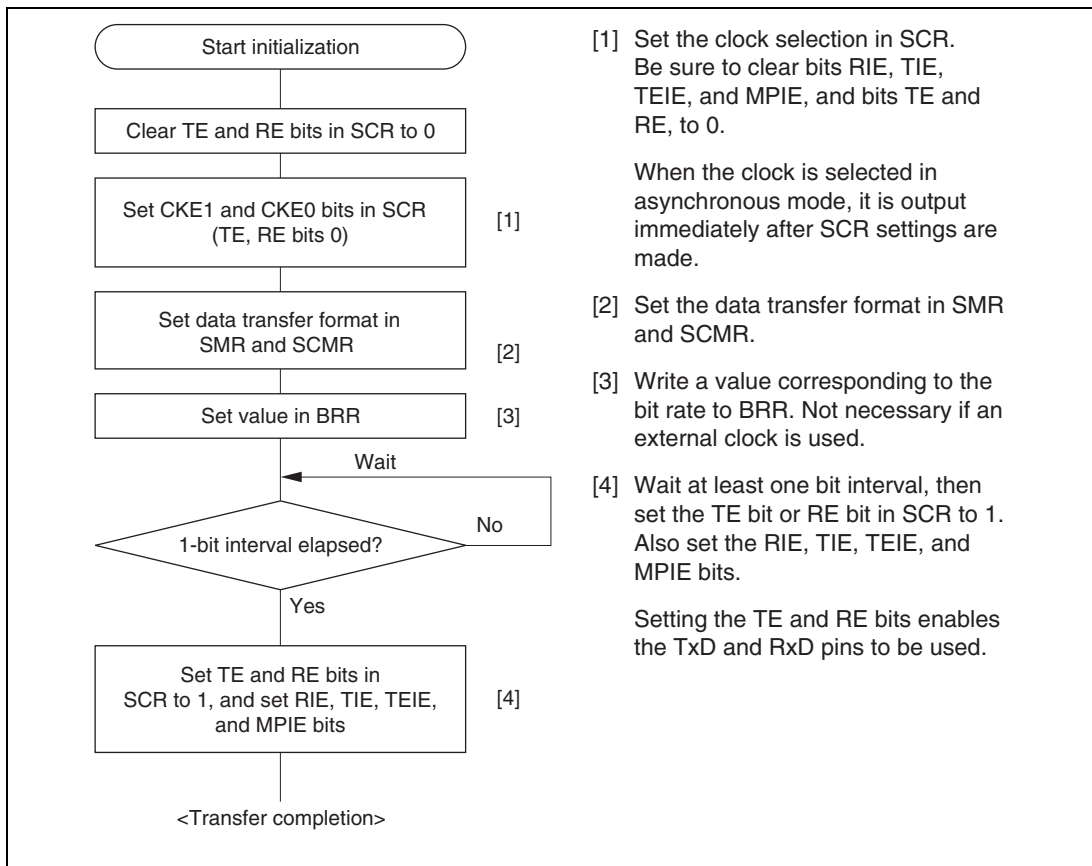 Start initialization
Clear TE and RE bits in SCR to 0
Set CKE1 and CKE0 bits in SCR
(TE, RE bits 0)
[1]
Set data transfer format in
SMR and SCMR
[2]
Set value in BRR
[3]
Wait
No
1-bit interval elapsed?
Yes
Set TE and RE bits in
SCR to 1, and set RIE, TIE, TEIE,
and MPIE bits
[4]
<Transfer completion>
[1] Set the clock selection in SCR.
Be sure to clear bits RIE, TIE,
TEIE, and MPIE, and bits TE and
RE, to 0.
When the clock is selected in
asynchronous mode, it is output
immediately after SCR settings are
made.
[2] Set the data transfer format in SMR
and SCMR.
[3] Write a value corresponding to the
bit rate to BRR. Not necessary if an
external clock is used.
[4] Wait at least one bit interval, then
set the TE bit or RE bit in SCR to 1.
Also set the RIE, TIE, TEIE, and
MPIE bits.
Setting the TE and RE bits enables
the TxD and RxD pins to be used.